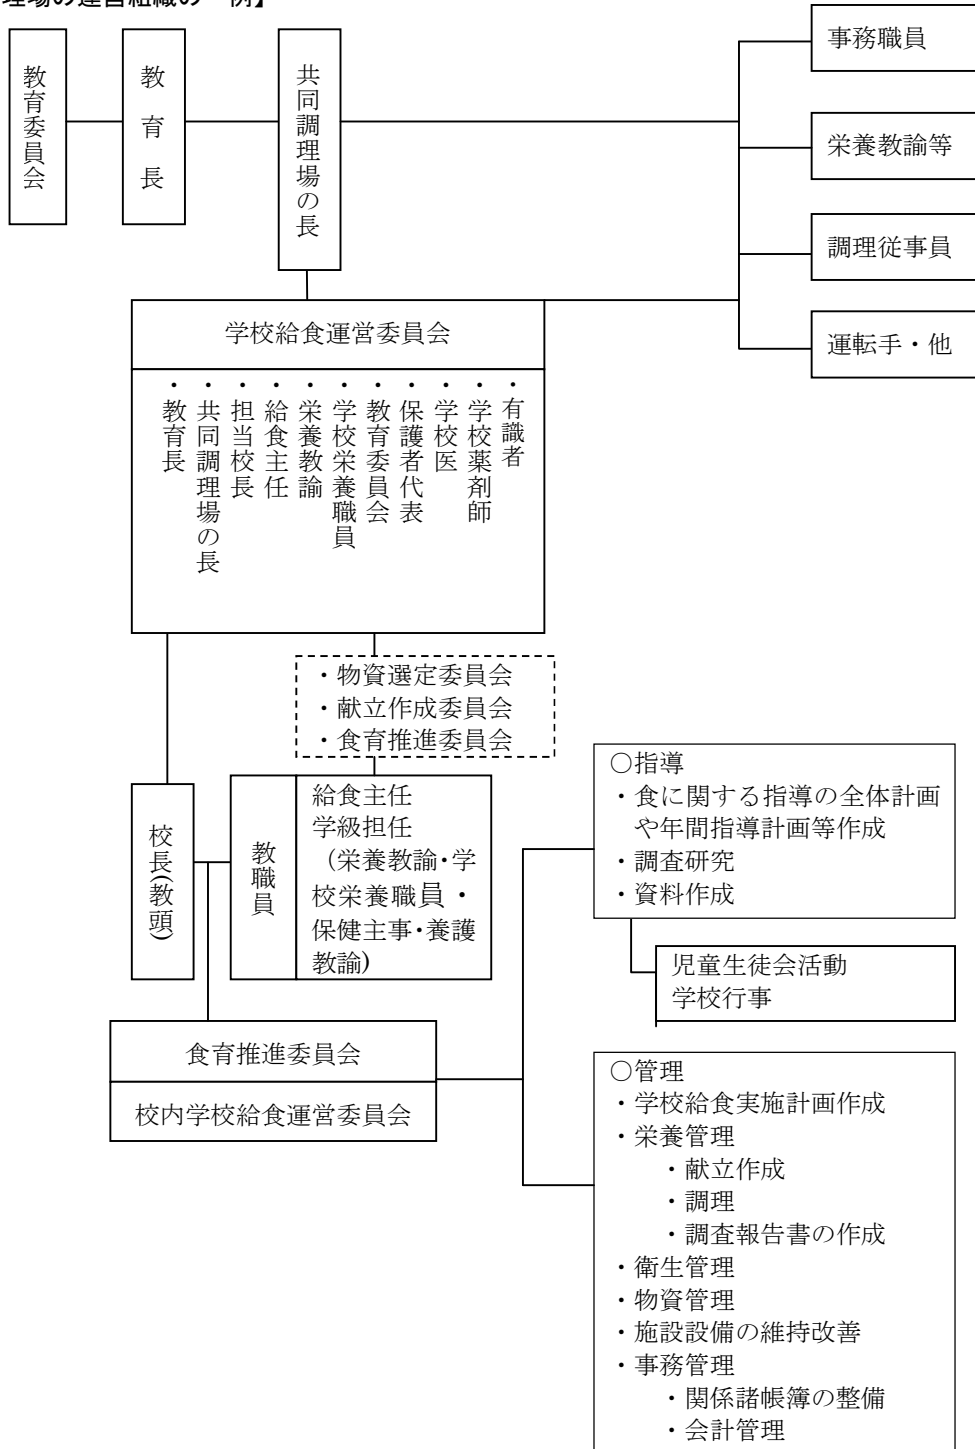 理場の運営組織の一例】
教育委員会
教育長
共同調理場の長
事務職員
栄養教諭等
調理従事員
運転手・他
学校給食運営委員会
・教育長
・共同調理場の長
・担当校長
・給食主任
・栄養教諭
・学校栄養職員
・教育委員会
・保護者代表
・学校医
・学校薬剤師
・有識者
・物資選定委員会
・献立作成委員会
・食育推進委員会
校長(教頭)
教職員
給食主任
学級担任
（栄養教諭・学
校栄養職員・
保健主事・養護
教諭)
食育推進委員会
校内学校給食運営委員会
○指導
・食に関する指導の全体計画
や年間指導計画等作成
・調査研究
・資料作成
児童生徒会活動
学校行事
○管理
・学校給食実施計画作成
・栄養管理
・献立作成
・調理
・調査報告書の作成
・衛生管理
・物資管理
・施設設備の維持改善
・事務管理
・関係諸帳簿の整備
・会計管理